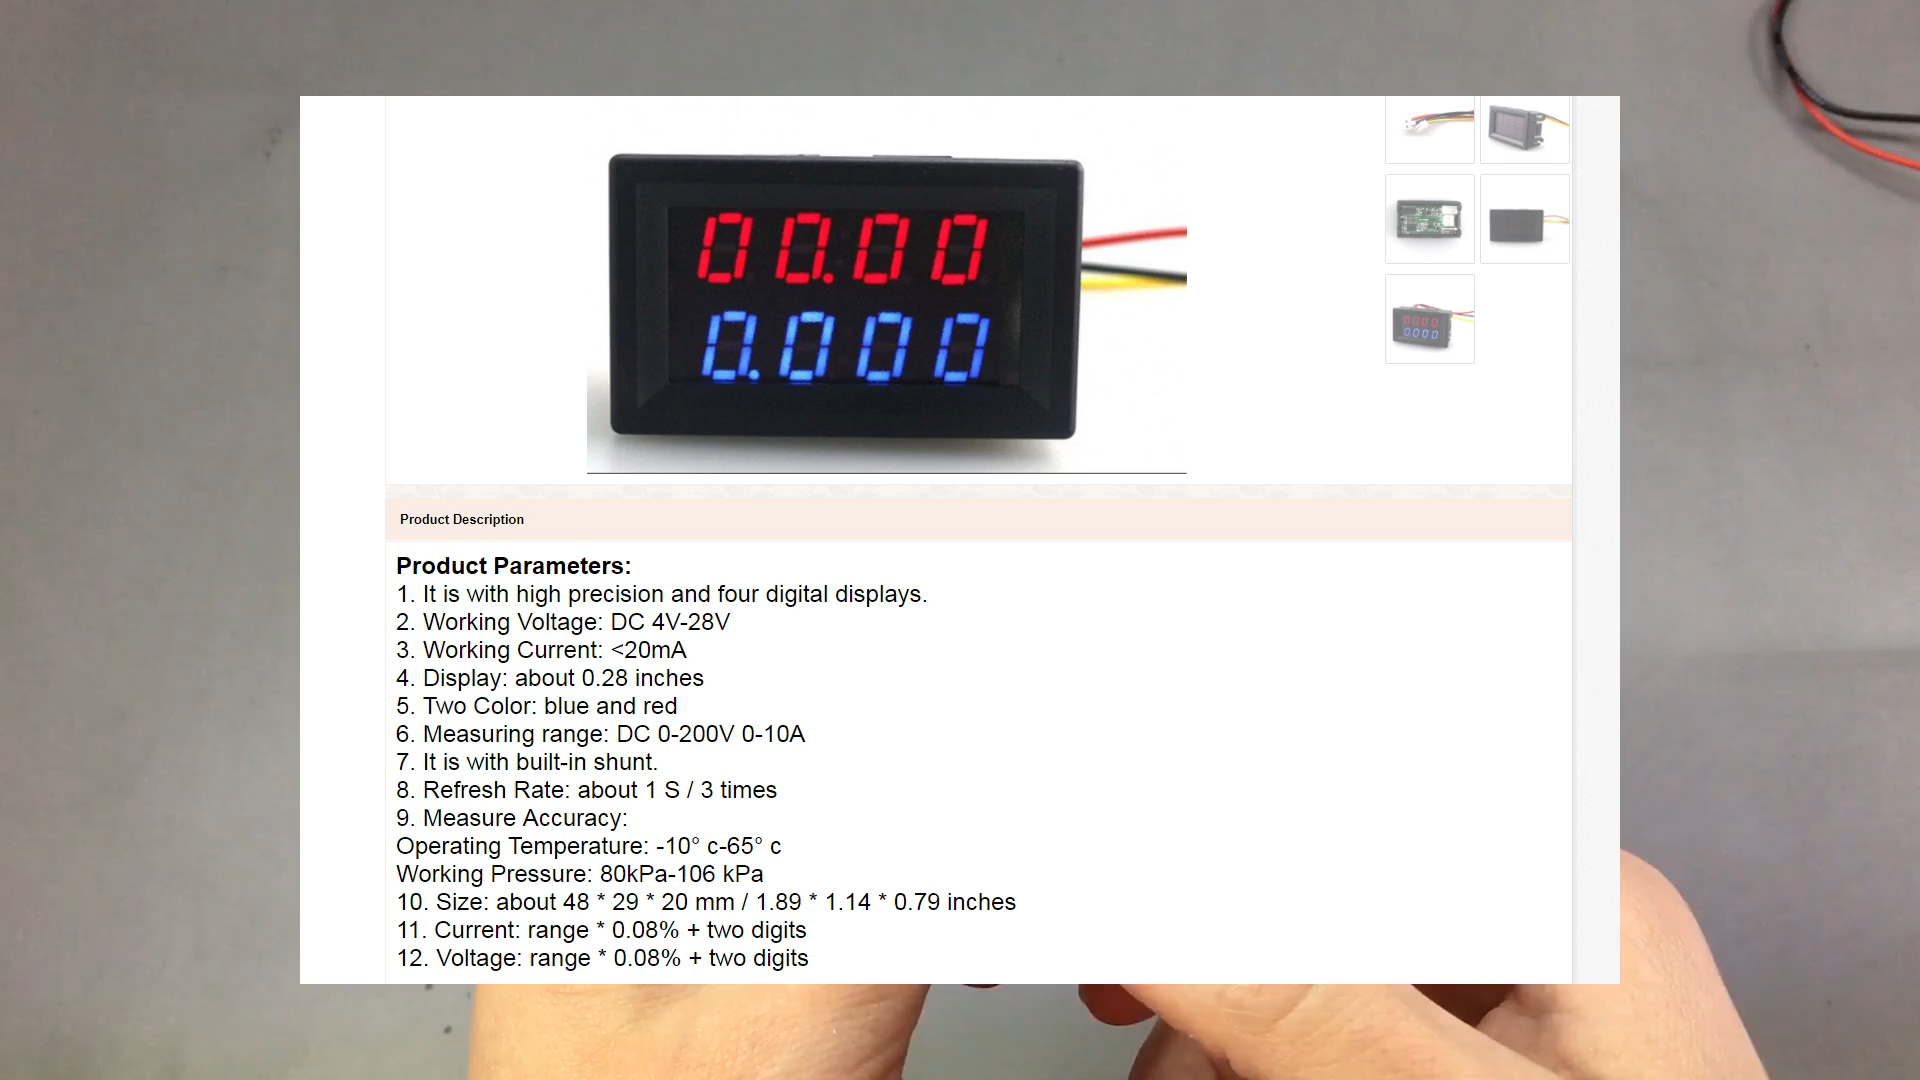 00.00
0.000
Product Description
Product Parameters:
1. It is with high precision and four digital displays.
2. Working Voltage: DC 4V-28V
3. Working Current: <20mA
4. Display: about 0.28 inches
5. Two Color: blue and red
6. Measuring range: DC 0-200V 0-10A
7. It is with built-in shunt.
8. Refresh Rate: about 1 S / 3 times
9. Measure Accuracy:
Operating Temperature: -10° c-65° c
Working Pressure: 80kPa-106 kPa
10. Size: about 48 * 29 * 20 mm / 1.89 * 1.14 * 0.79 inches
11. Current: range * 0.08% + two digits
12. Voltage: range * 0.08% + two digits